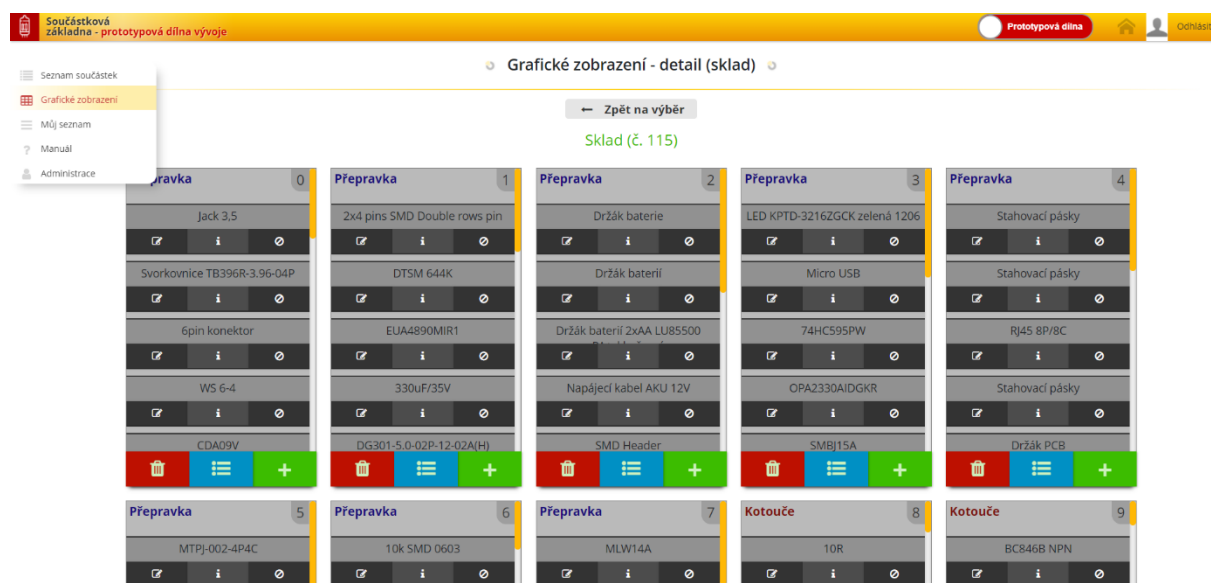 Součástková
základna - prototypová dílna vývoje
Prototypová dílna
Odhlásit
Seznam součástek
Grafické zobrazení
Můj seznam
? Manuál
Administrace
Grafické zobrazení - detail (sklad)
← Zpět na výběr
Sklad (č. 115)
pravka 0
Jack 3,5
Svorkovnice TB396R-3.96-04P
6pin konektor
WS 6-4
CDA09V
Přepravka 1
2x4 pins SMD Double rows pin
DTSM 644K
EUA4890MIR1
330uF/35V
DG301-5.0-02P-12-02A(H)
Přepravka 2
Držák baterie
Držák baterií
Držák baterií 2xAA LU85500
Napájecí kabel AKU 12V
SMD Header
Přepravka 3
LED KPTD-3216ZGCK zelená 1206
Micro USB
74HC595PW
OPA2330AIDGKR
SMBJ15A
Přepravka 4
Stahovací pásky
Stahovací pásky
RJ45 8P/8C
Stahovací pásky
Držák PCB
Přepravka 5
MTPJ-002-4P4C
Přepravka 6
10k SMD 0603
Přepravka 7
MLW14A
Kotouče 8
10R
Kotouče 9
BC846B NPN